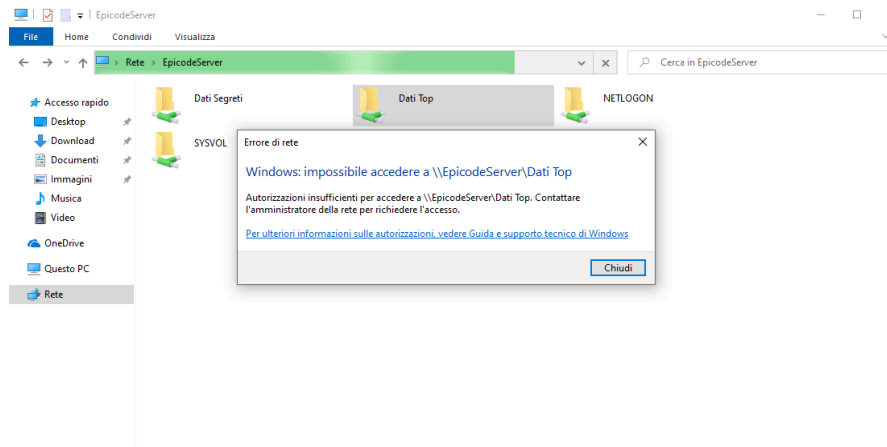 EpicodeServer
File Home Condividi Visualizza
Rete EpicodeServer Cerca in EpicodeServer
Accesso rapido
Desktop
Download
Documenti
Immagini
Musica
Video
OneDrive
Questo PC
Rete
Dati Segreti Dati Top NETLOGON
SYSVOL
Errore di rete
Windows: impossibile accedere a \\EpicodeServer\Dati Top
Autorizzazioni insufficienti per accedere a \\EpicodeServer\Dati Top. Contattare
l'amministratore della rete per richiedere l'accesso.
Per ulteriori informazioni sulle autorizzazioni, vedere Guida e supporto tecnico di Windows
Chiudi